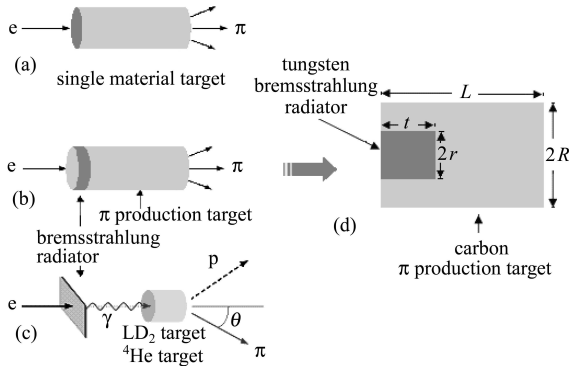 e
π
(a)
single material target
e
π
(b)
π production target
bremsstrahlung
radiator
e
γ
p
θ
π
(c)
LD2 target
4He target
tungsten
bremsstrahlung
radiator
L
t
2r
2R
(d)
carbon
π production target